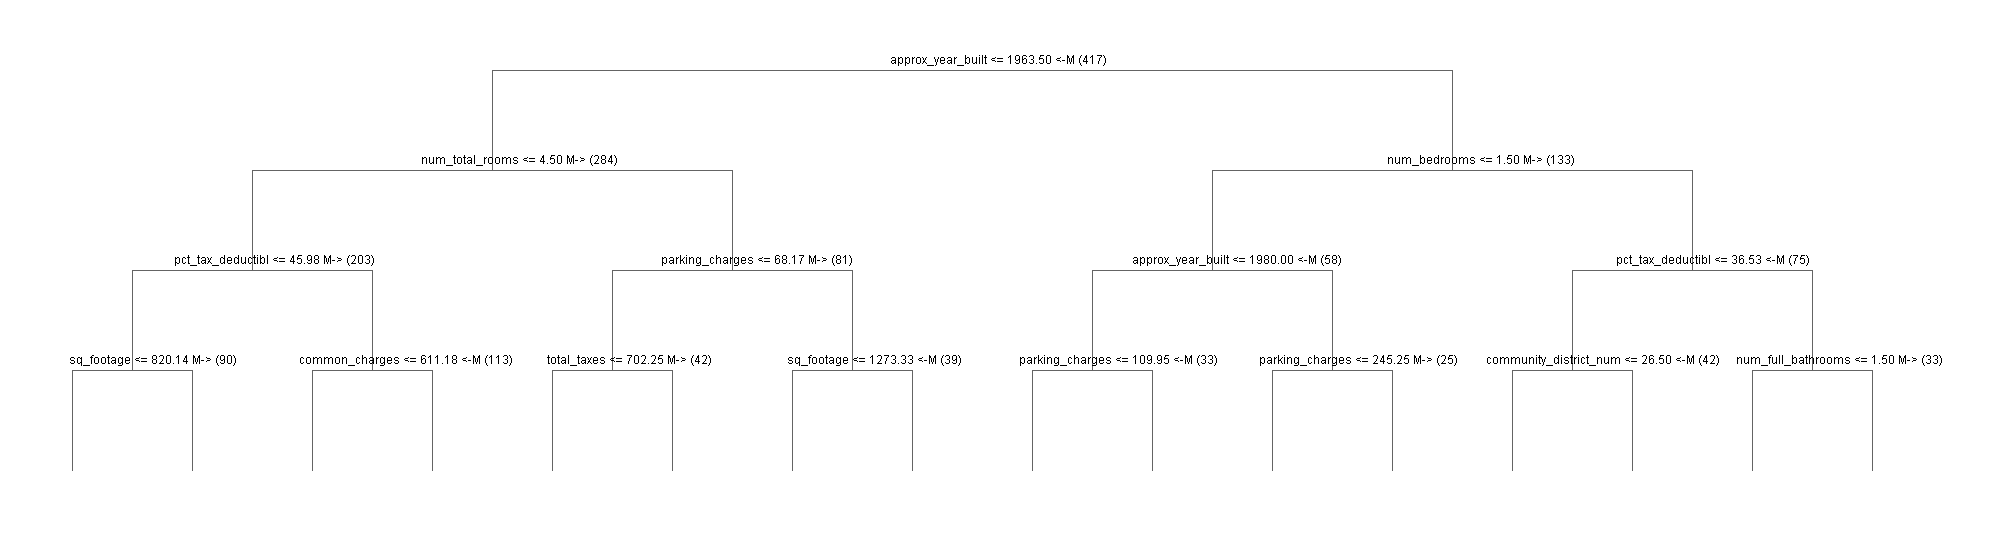 approx_year_built <= 1963.50 <-M (417)
num_total_rooms <= 4.50 M-> (284)
num_bedrooms <= 1.50 M-> (133)
pct_tax_deductibl <= 45.98 M-> (203)
parking_charges <= 68.17 M-> (81)
approx_year_built <= 1980.00 <-M (58)
pct_tax_deductibl <= 36.53 <-M (75)
sq_footage <= 820.14 M-> (90)
common_charges <= 611.18 <-M (113)
total_taxes <= 702.25 M-> (42)
sq_footage <= 1273.33 <-M (39)
parking_charges <= 109.95 <-M (33)
parking_charges <= 245.25 M-> (25)
community_district_num <= 26.50 <-M (42)
num_full_bathrooms <= 1.50 M-> (33)